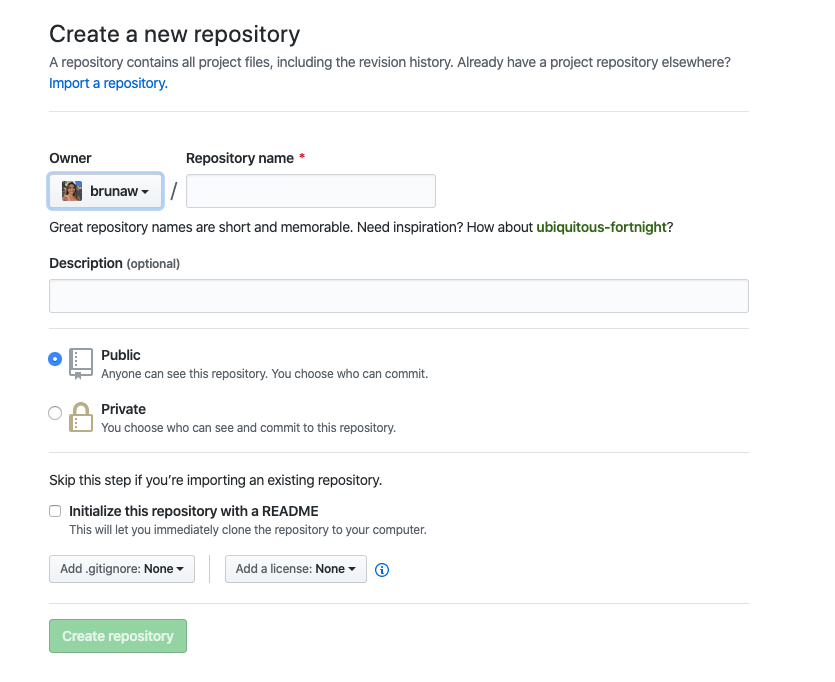 Create a new repository
A repository contains all project files, including the revision history. Already have a project repository elsewhere?
Import a repository.
Owner
Repository name *
brunaw
/
Great repository names are short and memorable. Need inspiration? How about ubiquitous-fortnight?
Description (optional)
Public
Anyone can see this repository. You choose who can commit.
Private
You choose who can see and commit to this repository.
Skip this step if you’re importing an existing repository.
Initialize this repository with a README
This will let you immediately clone the repository to your computer.
Add .gitignore: None
Add a license: None
Create repository